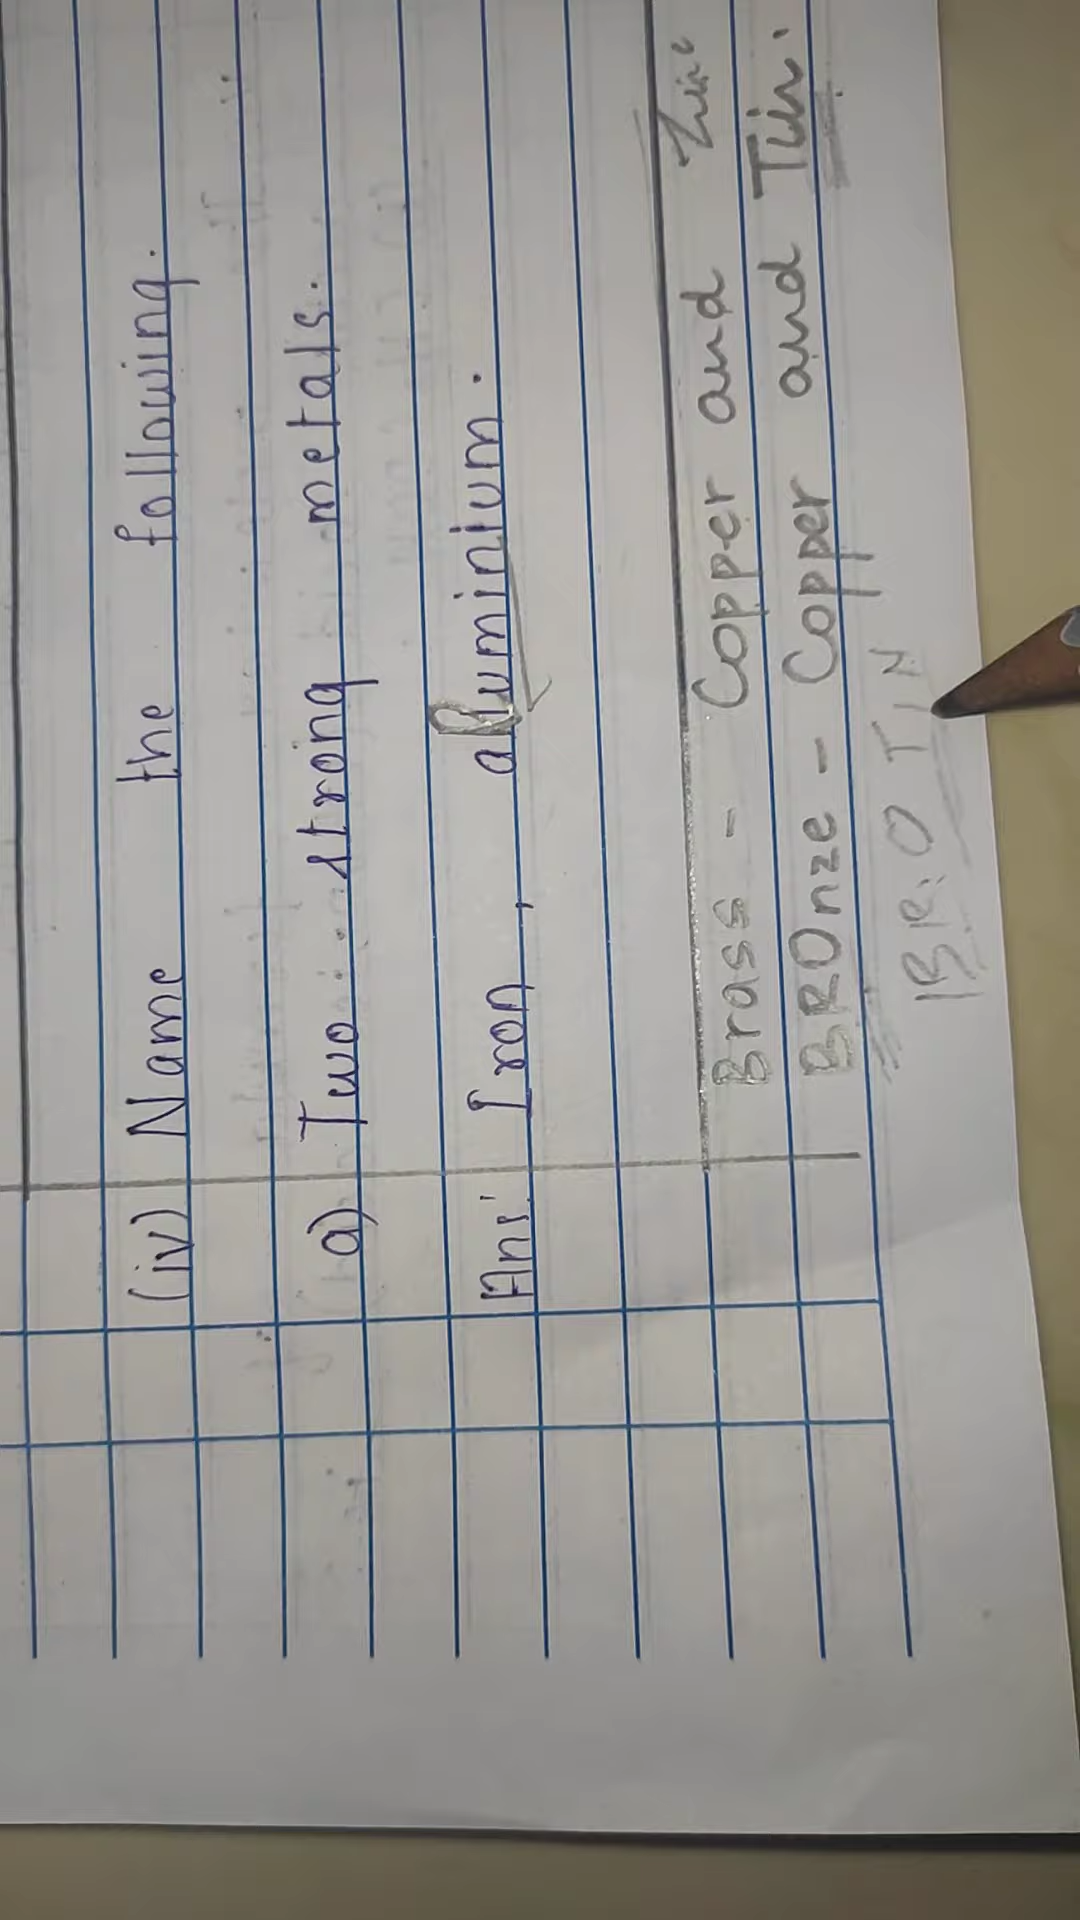 (iv) Name the following.
a) Two strong metals.
Ans: Iron, aluminium.
Brass - Copper and Zinc
BROnze - Copper and Tin.
BRO TIN